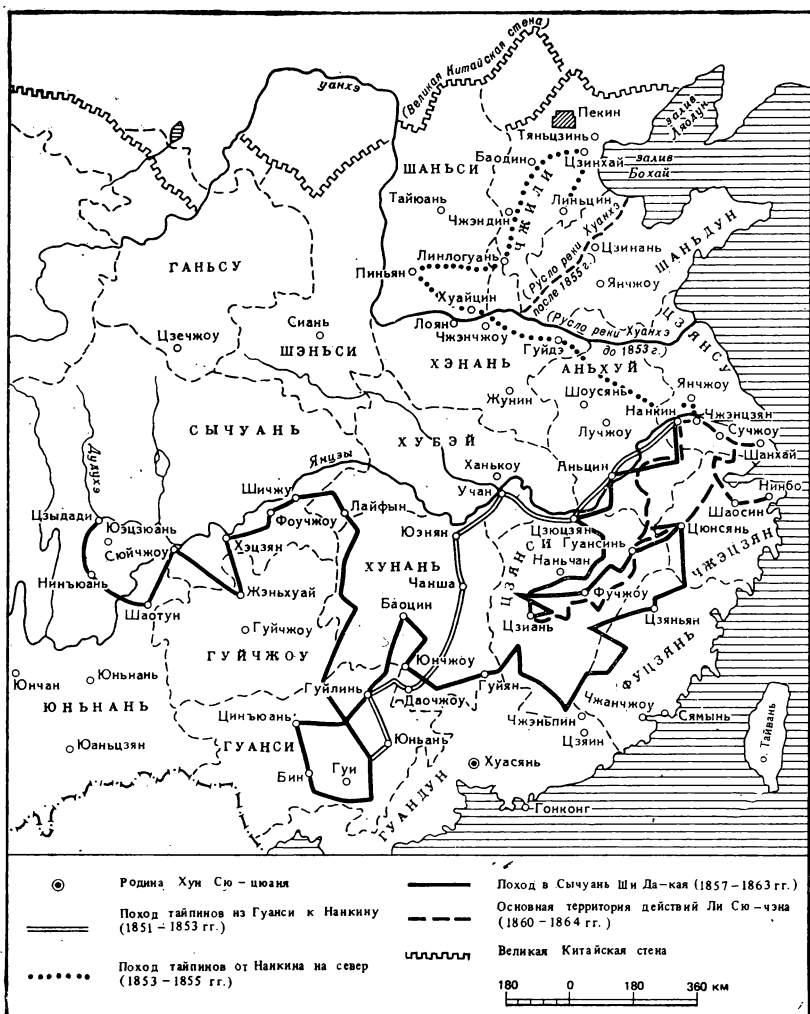 (Великая Китайская стена)
уанхэ
залив
Ляодун
Пекин
Тяньцзинь
Цзинхай
залив
Бохай
Баодин
ШАНЬСИ
ЧЖИЛИ
Тайюань
Чжэндин
Линьцин
(Русло реки Хуанхэ
после 1855 г.)
Цзинань
ШАНЬДУН
Линлогуань
ГАНЬСУ
Пиньян
Янчжоу
Хуайцин
ЦЗЯНСУ
Лоян
Чжэнчжоу
(Русло реки Хуанхэ
до 1853 г.)
Сиань
Цзечжоу
ШЭНЬСИ
Гуйдэ
ХЭНАНЬ
АНЬХУЙ
Жунин
Шоусянь
Янчжоу
Нанкин
Чжэнцзян
Сучжоу
Шанхай
Лучжоу
СЫЧУАНЬ
ХУБЭЙ
Янцзы
Дудухэ
Ханькоу
Аньцин
Учан
Нинбо
Шаосин
Шичжу
Лайфын
Цзыдади
Юэцзюань
Сюйчжоу
Фоучжоу
Хэцзян
Юэнян
Цзюцзян
Гуансинь
Цюнсянь
ЧЖЭЦЗЯН
ЦЗЯНСИ
Наньчан
ХУНАНЬ
Чанша
Нинъюань
Шаотун
Жэньхуай
Баоцин
Фучжоу
Цзиань
Цзяньян
Гуйчжоу
ГУЙЧЖОУ
Юнчжоу
Гуйян
ФУЦЗЯНЬ
Юнчан
Юньнань
ЮНЬНАНЬ
Гуйлинь
Даочжоу
Чжанчжоу
Сямынь
Цинъюань
Чжэньпин
Цзяин
Тайвань
ГУАНСИ
Юньань
Юаньцзян
Бин
Гуи
Хуасянь
ГУАНДУН
Гонконг
Родина Хун Сю-цюаня
Поход тайпинов из Гуанси к Нанкину
(1851-1853 гг.)
Поход тайпинов от Нанкина на север
(1853-1855 гг.)
Поход в Сычуань Ши Да-кая (1857-1863 гг.)
Основная территория действий Ли Сю-чэна
(1860-1864 гг.)
Великая Китайская стена
180 0 180 360 км